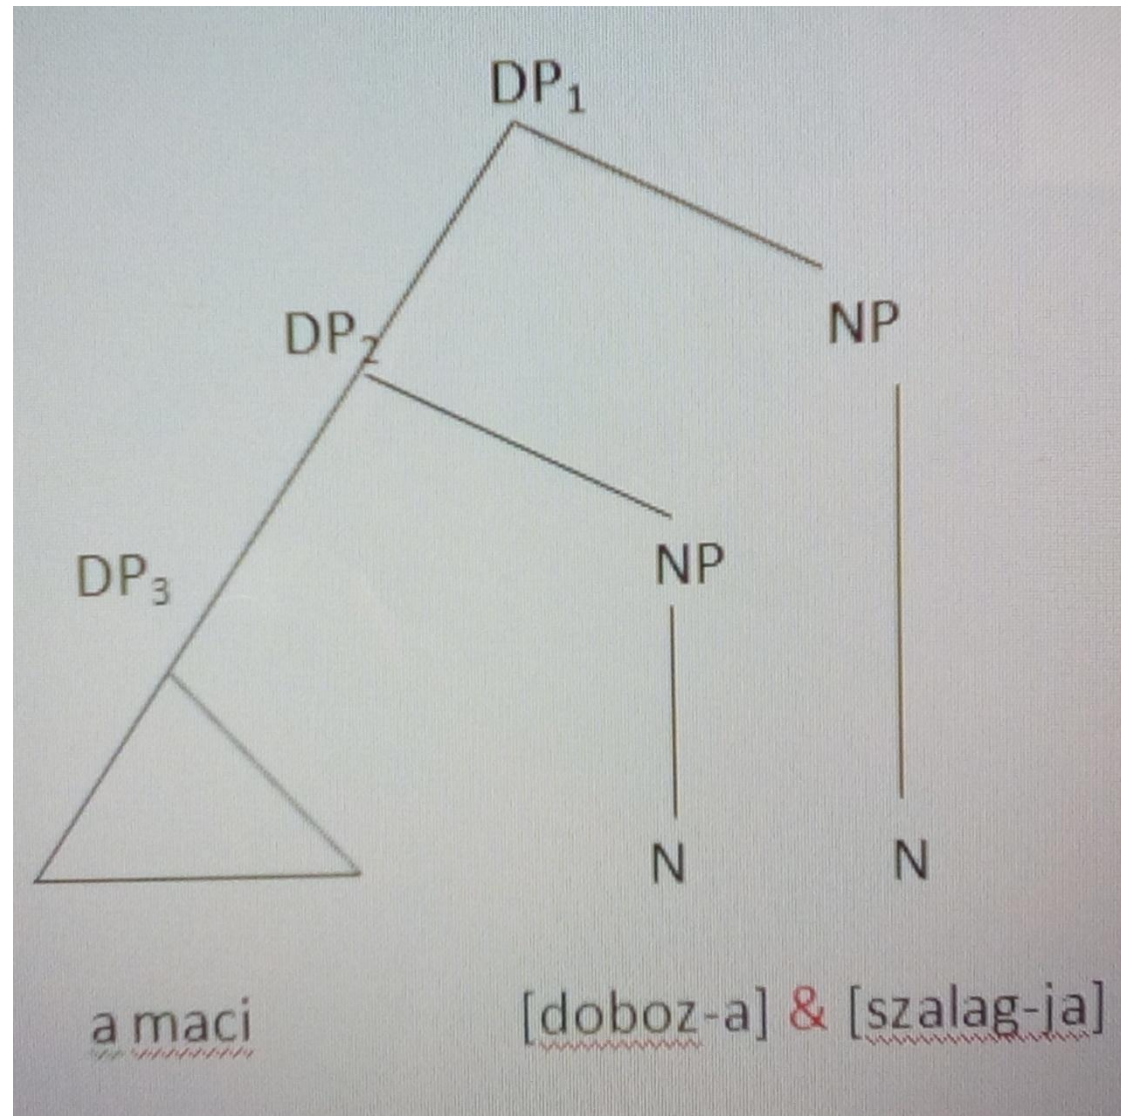 DP₁
DP₂ NP
DP₃ NP
N N
a maci [doboz-a] & [szalag-ja]